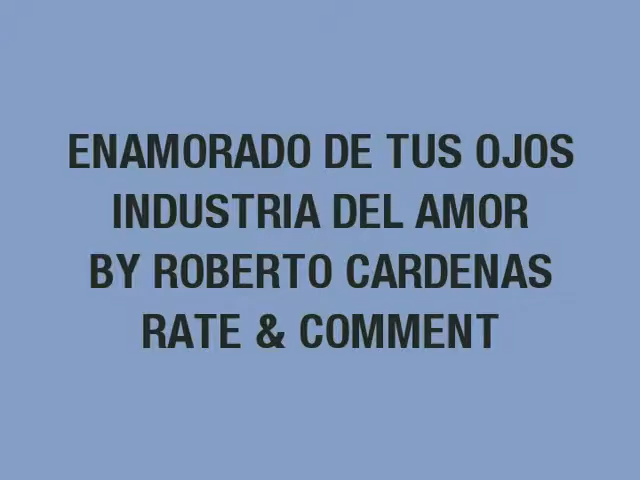 ENAMORADO DE TUS OJOS
INDUSTRIA DEL AMOR
BY ROBERTO CARDENAS
RATE & COMMENT